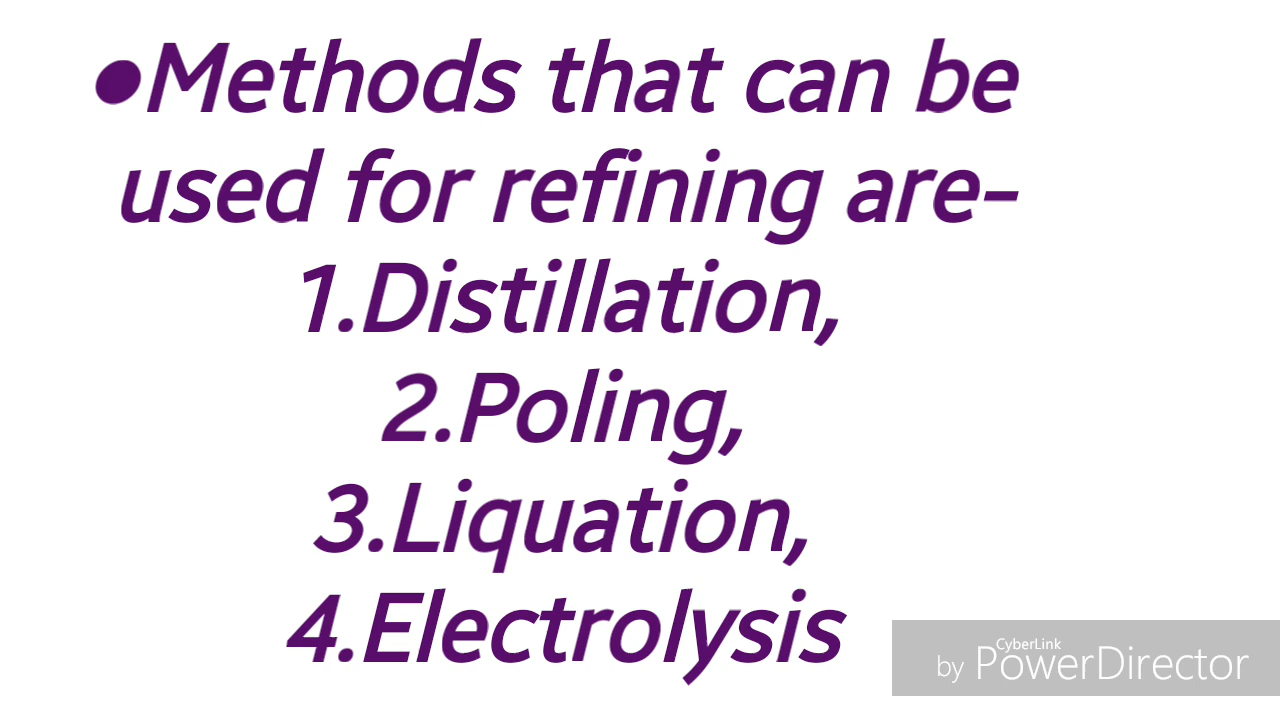 ●Methods that can be
used for refining are-
1.Distillation,
2.Poling,
3.Liquation,
4.Electrolysis
CyberLink
by PowerDirector